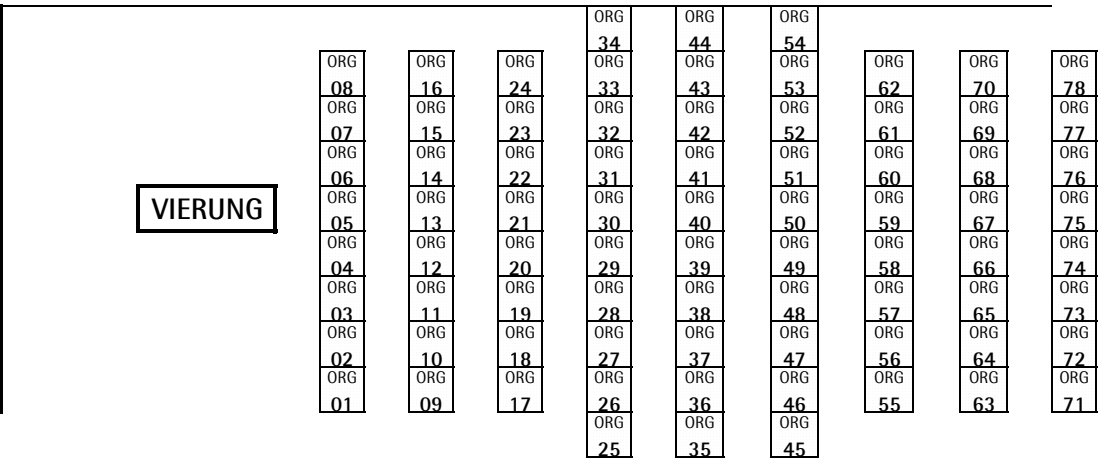 ORG ORG ORG
34 44 54
ORG ORG ORG ORG ORG ORG ORG ORG ORG
08 16 24 33 43 53 62 70 78
ORG ORG ORG ORG ORG ORG ORG ORG ORG
07 15 23 32 42 52 61 69 77
ORG ORG ORG ORG ORG ORG ORG ORG ORG
06 14 22 31 41 51 60 68 76
VIERUNG
ORG ORG ORG ORG ORG ORG ORG ORG ORG
05 13 21 30 40 50 59 67 75
ORG ORG ORG ORG ORG ORG ORG ORG ORG
04 12 20 29 39 49 58 66 74
ORG ORG ORG ORG ORG ORG ORG ORG ORG
03 11 19 28 38 48 57 65 73
ORG ORG ORG ORG ORG ORG ORG ORG ORG
02 10 18 27 37 47 56 64 72
ORG ORG ORG ORG ORG ORG ORG ORG ORG
01 09 17 26 36 46 55 63 71
ORG ORG ORG
25 35 45